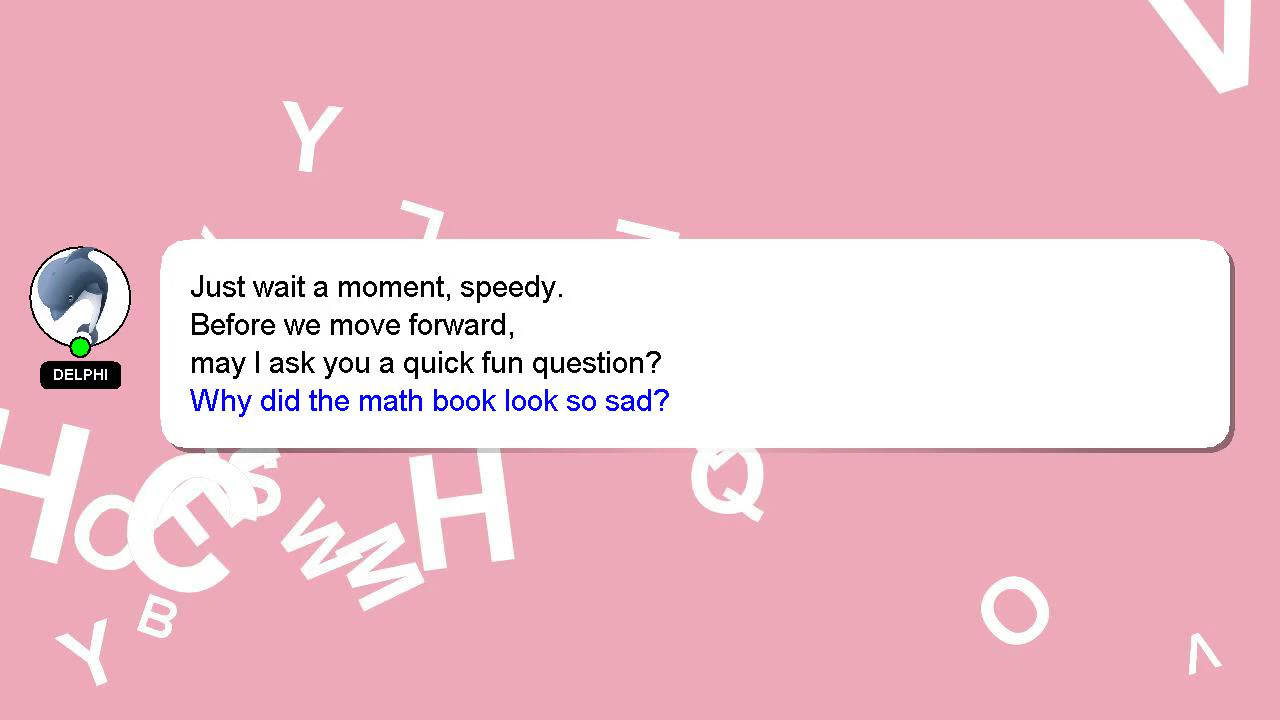 Just wait a moment, speedy.
Before we move forward,
may I ask you a quick fun question?
Why did the math book look so sad?
DELPHI
V
Y
L
L
H
O
C
T
S
W
M
H
Q
B
Y
O
V